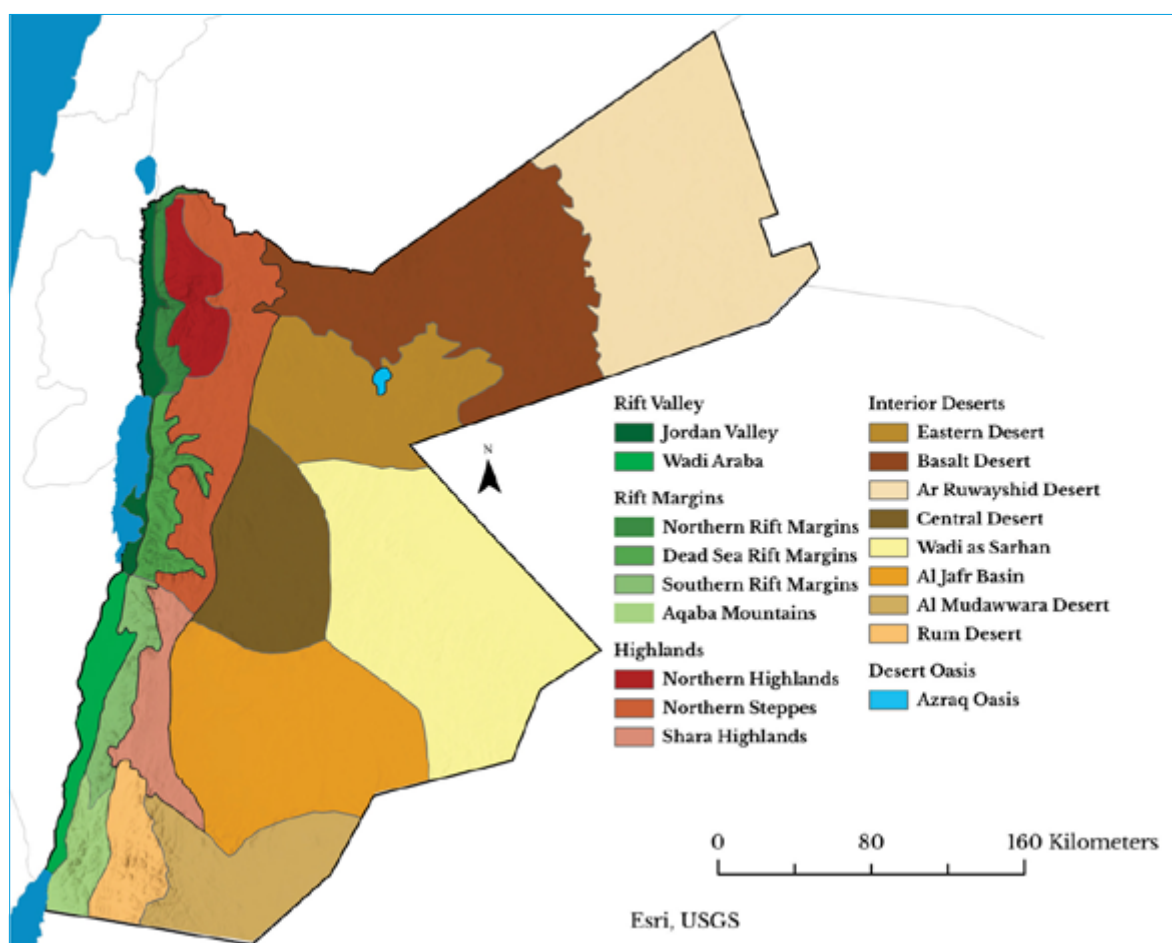 N
Rift Valley
Jordan Valley
Wadi Araba
Rift Margins
Northern Rift Margins
Dead Sea Rift Margins
Southern Rift Margins
Aqaba Mountains
Highlands
Northern Highlands
Northern Steppes
Shara Highlands
Interior Deserts
Eastern Desert
Basalt Desert
Ar Ruwayshid Desert
Central Desert
Wadi as Sarhan
Al Jafr Basin
Al Mudawwara Desert
Rum Desert
Desert Oasis
Azraq Oasis
0 80 160 Kilometers
Esri, USGS